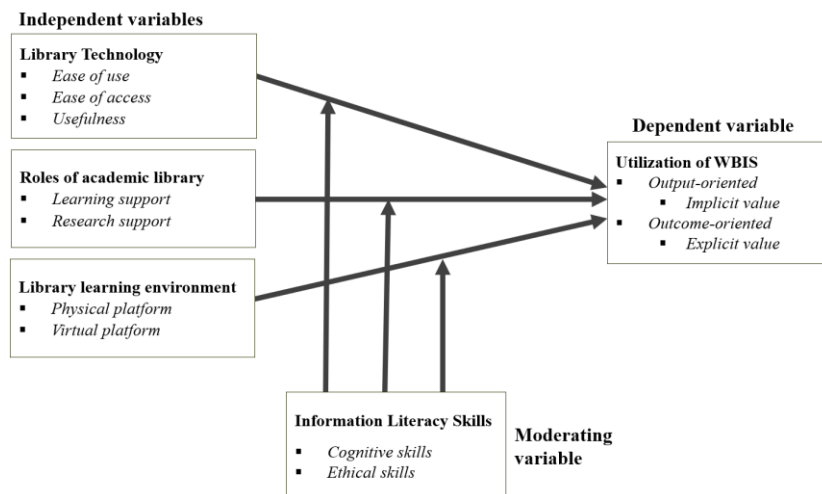 Independent variables
Library Technology
▪ Ease of use
▪ Ease of access
▪ Usefulness
Roles of academic library
▪ Learning support
▪ Research support
Library learning environment
▪ Physical platform
▪ Virtual platform
Dependent variable
Utilization of WBIS
▪ Output-oriented
▪ Implicit value
▪ Outcome-oriented
▪ Explicit value
Information Literacy Skills
▪ Cognitive skills
▪ Ethical skills
Moderating
variable